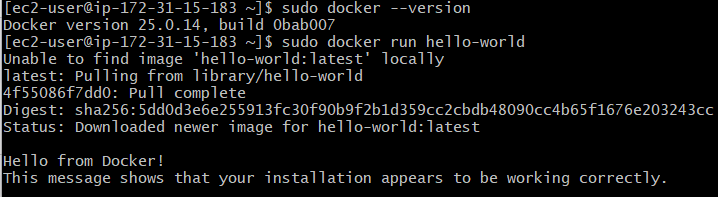 [ec2-user@ip-172-31-15-183 ~]$ sudo docker --version
Docker version 25.0.14, build 0bab007
[ec2-user@ip-172-31-15-183 ~]$ sudo docker run hello-world
Unable to find image 'hello-world:latest' locally
latest: Pulling from library/hello-world
4f55086f7dd0: Pull complete
Digest: sha256:5dd0d3e6e255913fc30f90b9f2b1d359cc2cbdb48090cc4b65f1676e203243cc
Status: Downloaded newer image for hello-world:latest
Hello from Docker!
This message shows that your installation appears to be working correctly.